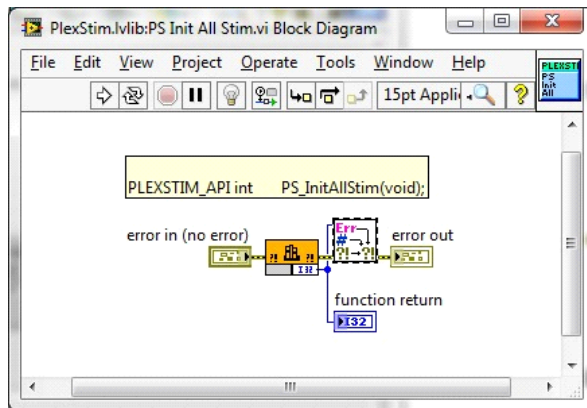 PlexStim.lvlib:PS Init All Stim.vi Block Diagram
File Edit View Project Operate Tools Window Help
PLEXSTI
PS
Init
All
15pt Appli
PLEXSTIM_API int PS_InitAllStim(void);
error in (no error)
Err
#
?!
?!
error out
?!
?!
I32
function return
I32